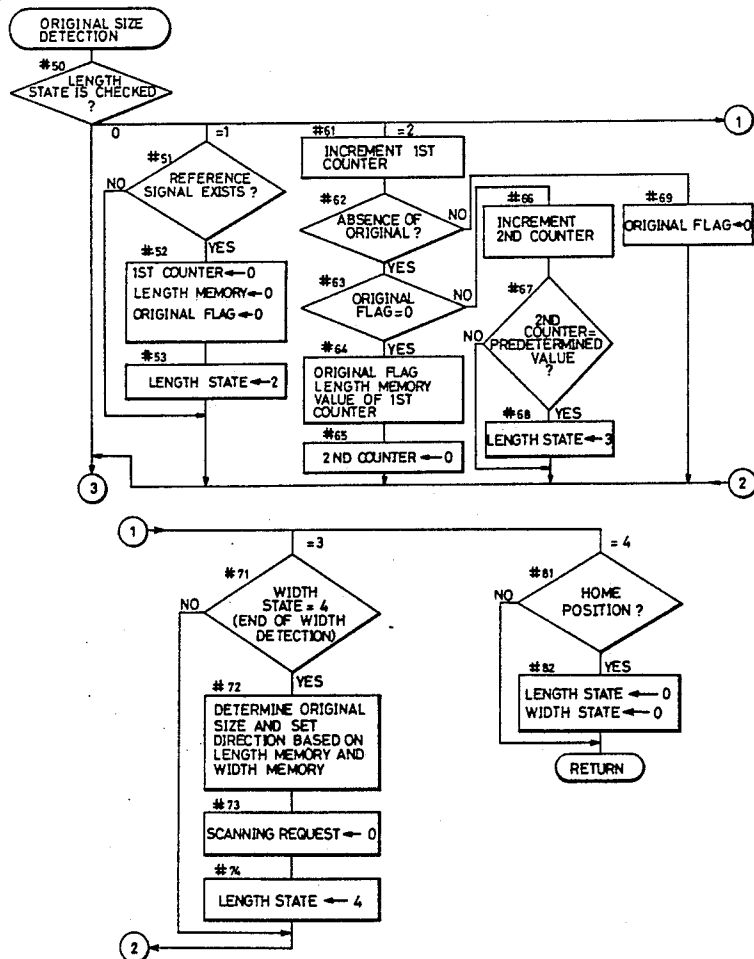 ORIGINAL SIZE
DETECTION
#50
LENGTH
STATE IS CHECKED
?
0
=1
=2
1
#51
REFERENCE
SIGNAL EXISTS ?
NO
YES
#52
1ST COUNTER ← 0
LENGTH MEMORY ← 0
ORIGINAL FLAG ← 0
#53
LENGTH STATE ← 2
#61
INCREMENT 1ST
COUNTER
#62
ABSENCE OF
ORIGINAL ?
NO
YES
#63
ORIGINAL
FLAG=0
NO
YES
#64
ORIGINAL FLAG
LENGTH MEMORY
VALUE OF 1ST
COUNTER
#65
2ND COUNTER ← 0
#66
INCREMENT
2ND COUNTER
#67
2ND
COUNTER=
PREDETERMINED
VALUE
?
NO
YES
#68
LENGTH STATE ← 3
#69
ORIGINAL FLAG ← 0
3
2
1
=3
=4
#71
WIDTH
STATE = 4
(END OF WIDTH
DETECTION)
NO
YES
#72
DETERMINE ORIGINAL
SIZE AND SET
DIRECTION BASED ON
LENGTH MEMORY AND
WIDTH MEMORY
#73
SCANNING REQUEST ← 0
#74
LENGTH STATE ← 4
2
#81
HOME
POSITION ?
NO
YES
#82
LENGTH STATE ← 0
WIDTH STATE ← 0
RETURN